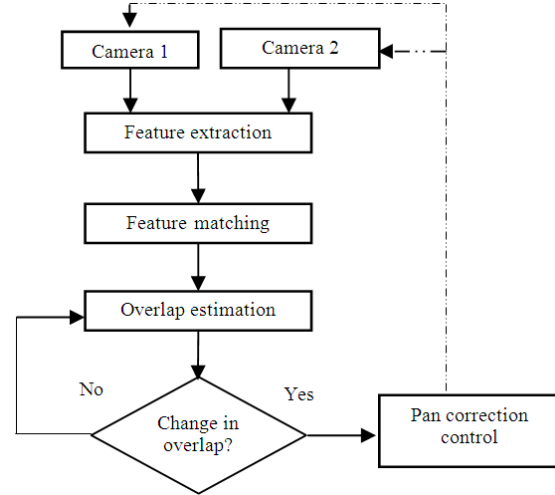 Camera 1
Camera 2
Feature extraction
Feature matching
Overlap estimation
No
Yes
Change in
overlap?
Pan correction
control